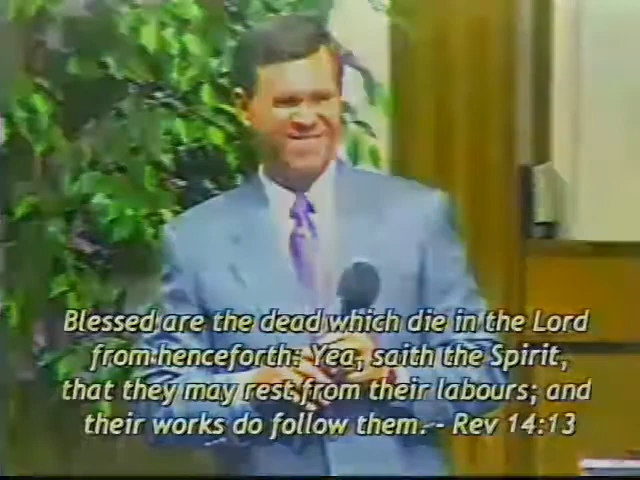 Blessed are the dead which die in the Lord
from henceforth: Yea, saith the Spirit,
that they may rest from their labours; and
their works do follow them. - Rev 14:13